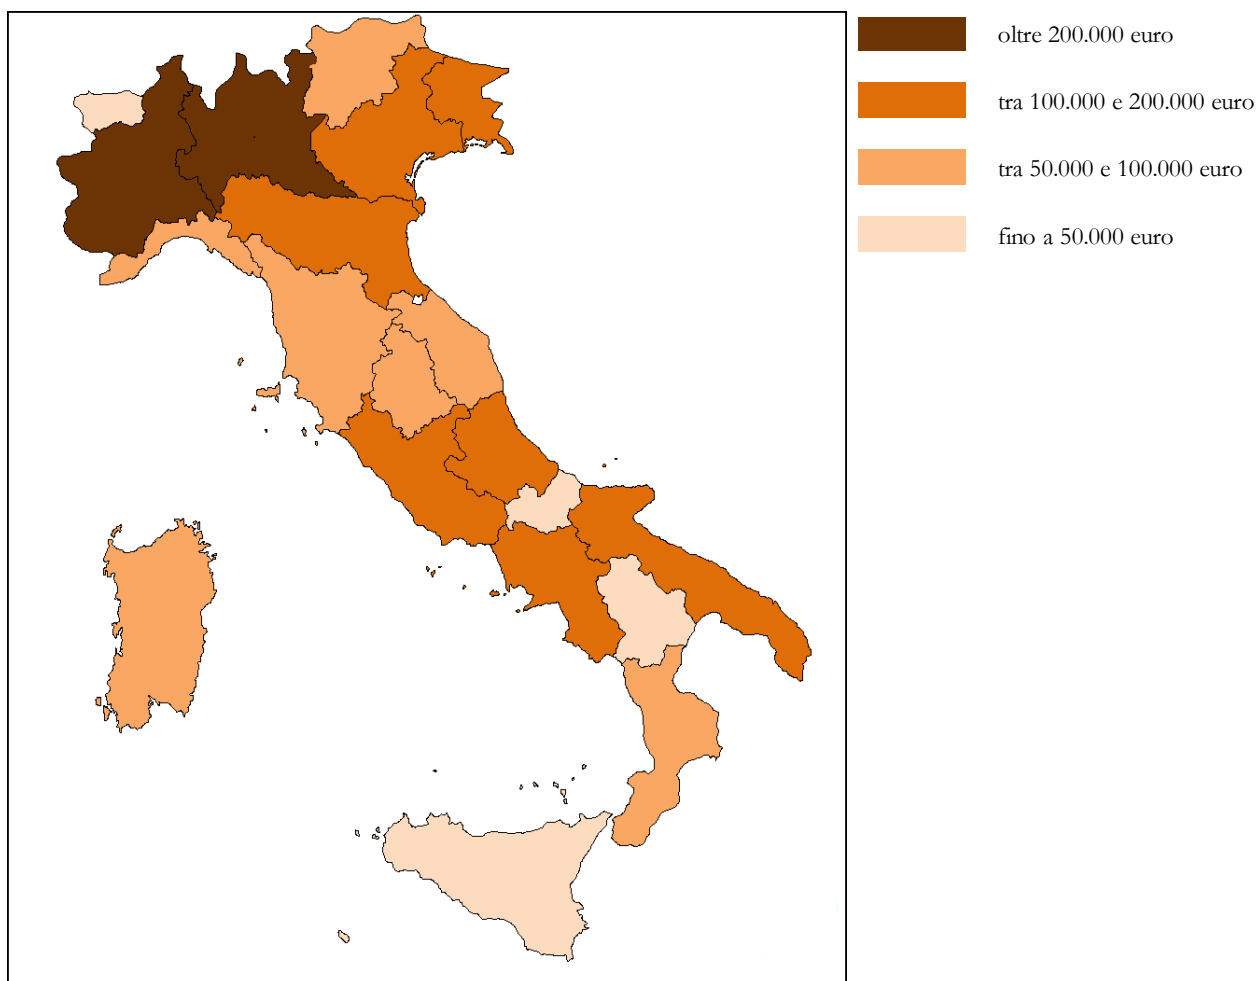 oltre 200.000 euro
tra 100.000 e 200.000 euro
tra 50.000 e 100.000 euro
fino a 50.000 euro